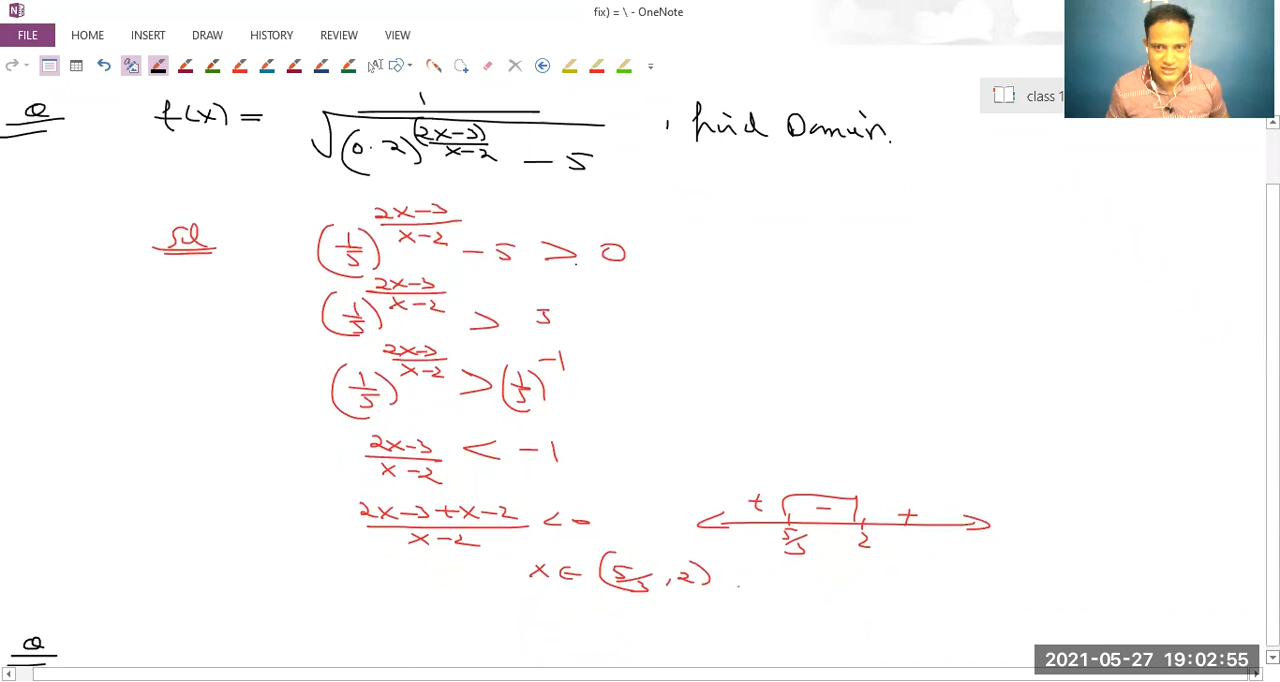 f(x) = \ - OneNote
FILE HOME INSERT DRAW HISTORY REVIEW VIEW
class 1
Q f(x) = 1/√((0.2)^((2x-3)/(x-2)) - 5) , find Domain.
Sol (1/5)^((2x-3)/(x-2)) - 5 > 0
(1/5)^((2x-3)/(x-2)) > 5
(1/5)^((2x-3)/(x-2)) > (1/5)^-1
(2x-3)/(x-2) < -1
(2x-3+x-2)/(x-2) < 0
+ - +
5/3 2
x ∈ (5/3, 2)
Q
2021-05-27 19:02:55